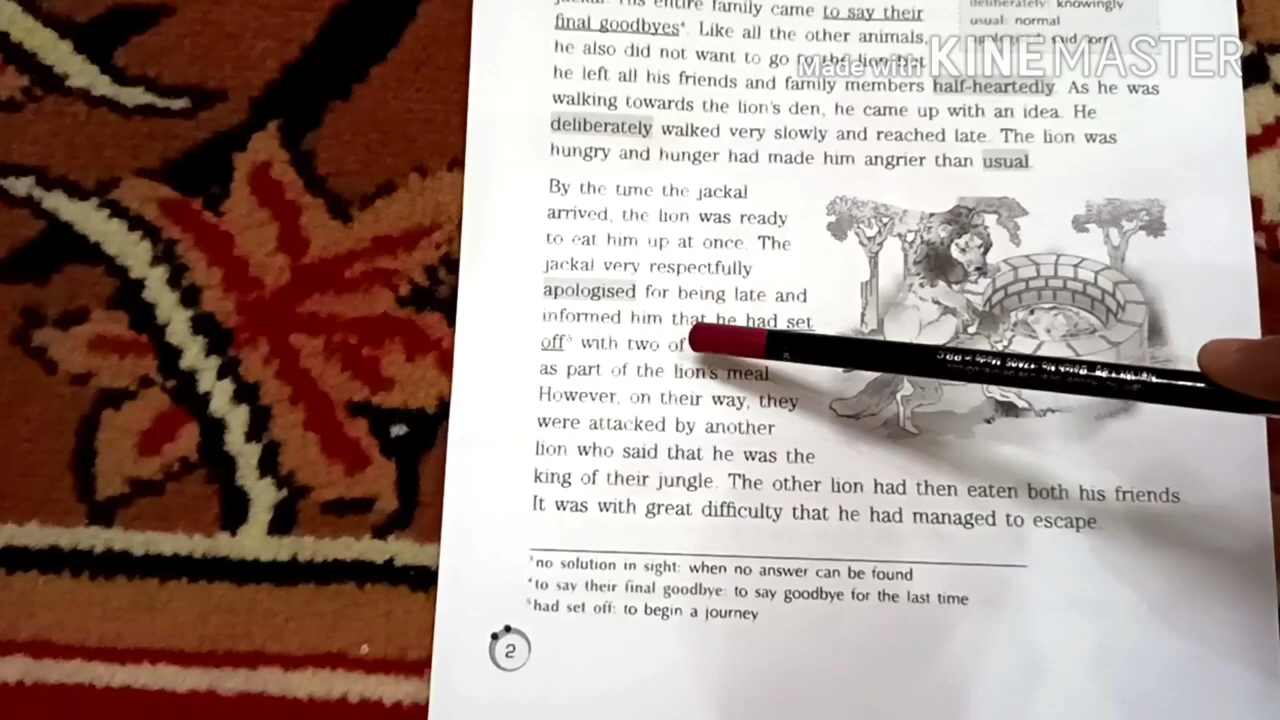 entire family came to say their
final goodbyes⁴. Like all the other animals,
he also did not want to go to the lion but
he left all his friends and family members half-heartedly. As he was
walking towards the lion's den, he came up with an idea. He
deliberately walked very slowly and reached late. The lion was
hungry and hunger had made him angrier than usual.
deliberately: knowingly
usual: normal
Made with KINEMASTER
By the time the jackal
arrived, the lion was ready
to eat him up at once. The
jackal very respectfully
apologised for being late and
informed him that he had set
off⁵ with two of
as part of the lion's meal.
However, on their way, they
were attacked by another
lion who said that he was the
king of their jungle. The other lion had then eaten both his friends.
It was with great difficulty that he had managed to escape.
³no solution in sight: when no answer can be found
⁴to say their final goodbye: to say goodbye for the last time
⁵had set off: to begin a journey
2